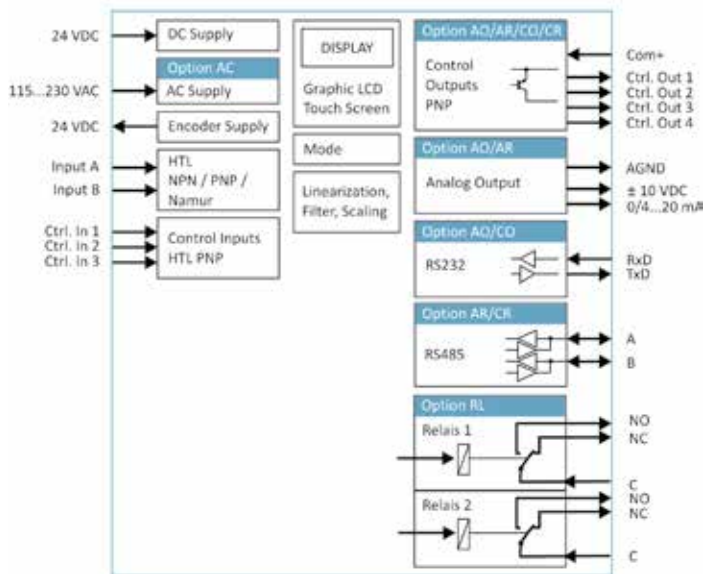 24 VDC
DC Supply
Option AC
115...230 VAC
AC Supply
24 VDC
Encoder Supply
Input A
Input B
HTL
NPN / PNP /
Namur
Ctrl. In 1
Ctrl. In 2
Ctrl. In 3
Control Inputs
HTL PNP
DISPLAY
Graphic LCD
Touch Screen
Mode
Linearization,
Filter, Scaling
Option AO/AR/CO/CR
Control
Outputs
PNP
Com+
Ctrl. Out 1
Ctrl. Out 2
Ctrl. Out 3
Ctrl. Out 4
Option AO/AR
Analog Output
AGND
± 10 VDC
0/4...20 mA
Option AO/CO
RS232
RxD
TxD
Option AR/CR
RS485
A
B
Option RL
Relais 1
NO
NC
C
Relais 2
NO
NC
C